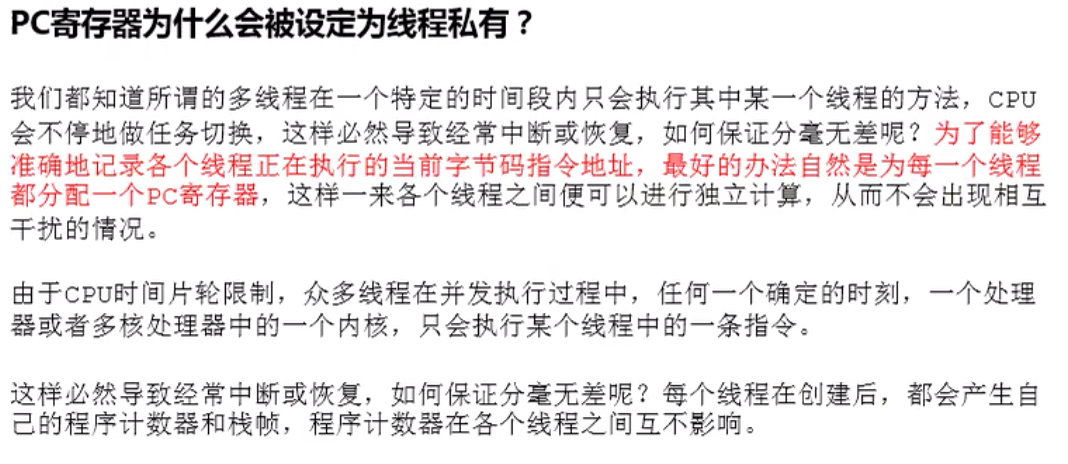 PC寄存器为什么会被设定为线程私有？
我们都知道所谓的多线程在一个特定的时间段内只会执行其中某一个线程的方法，CPU
会不停地做任务切换，这样必然导致经常中断或恢复，如何保证分毫无差呢？为了能够
准确地记录各个线程正在执行的当前字节码指令地址，最好的办法自然是为每一个线程
都分配一个PC寄存器，这样一来各个线程之间便可以进行独立计算，从而不会出现相互
干扰的情况。
由于CPU时间片轮限制，众多线程在并发执行过程中，任何一个确定的时刻，一个处理
器或者多核处理器中的一个内核，只会执行某个线程中的一条指令。
这样必然导致经常中断或恢复，如何保证分毫无差呢？每个线程在创建后，都会产生自
己的程序计数器和栈帧，程序计数器在各个线程之间互不影响。